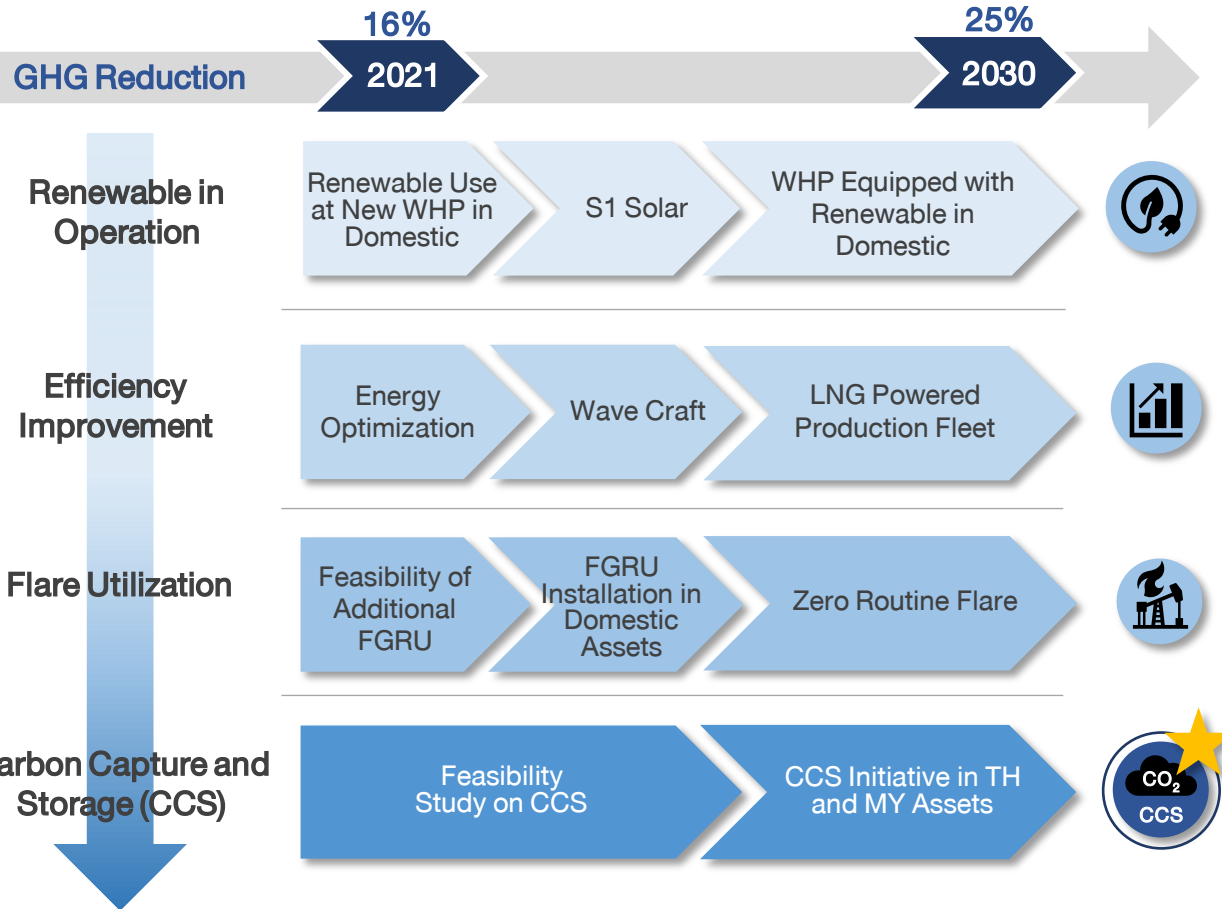 16%
25%
GHG Reduction
2021
2030
Renewable in
Operation
Renewable Use
at New WHP in
Domestic
S1 Solar
WHP Equipped with
Renewable in
Domestic
Efficiency
Improvement
Energy
Optimization
Wave Craft
LNG Powered
Production Fleet
Flare Utilization
Feasibility of
Additional
FGRU
FGRU
Installation in
Domestic
Assets
Zero Routine Flare
arbon Capture and
Storage (CCS)
Feasibility
Study on CCS
CCS Initiative in TH
and MY Assets
CO₂
CCS